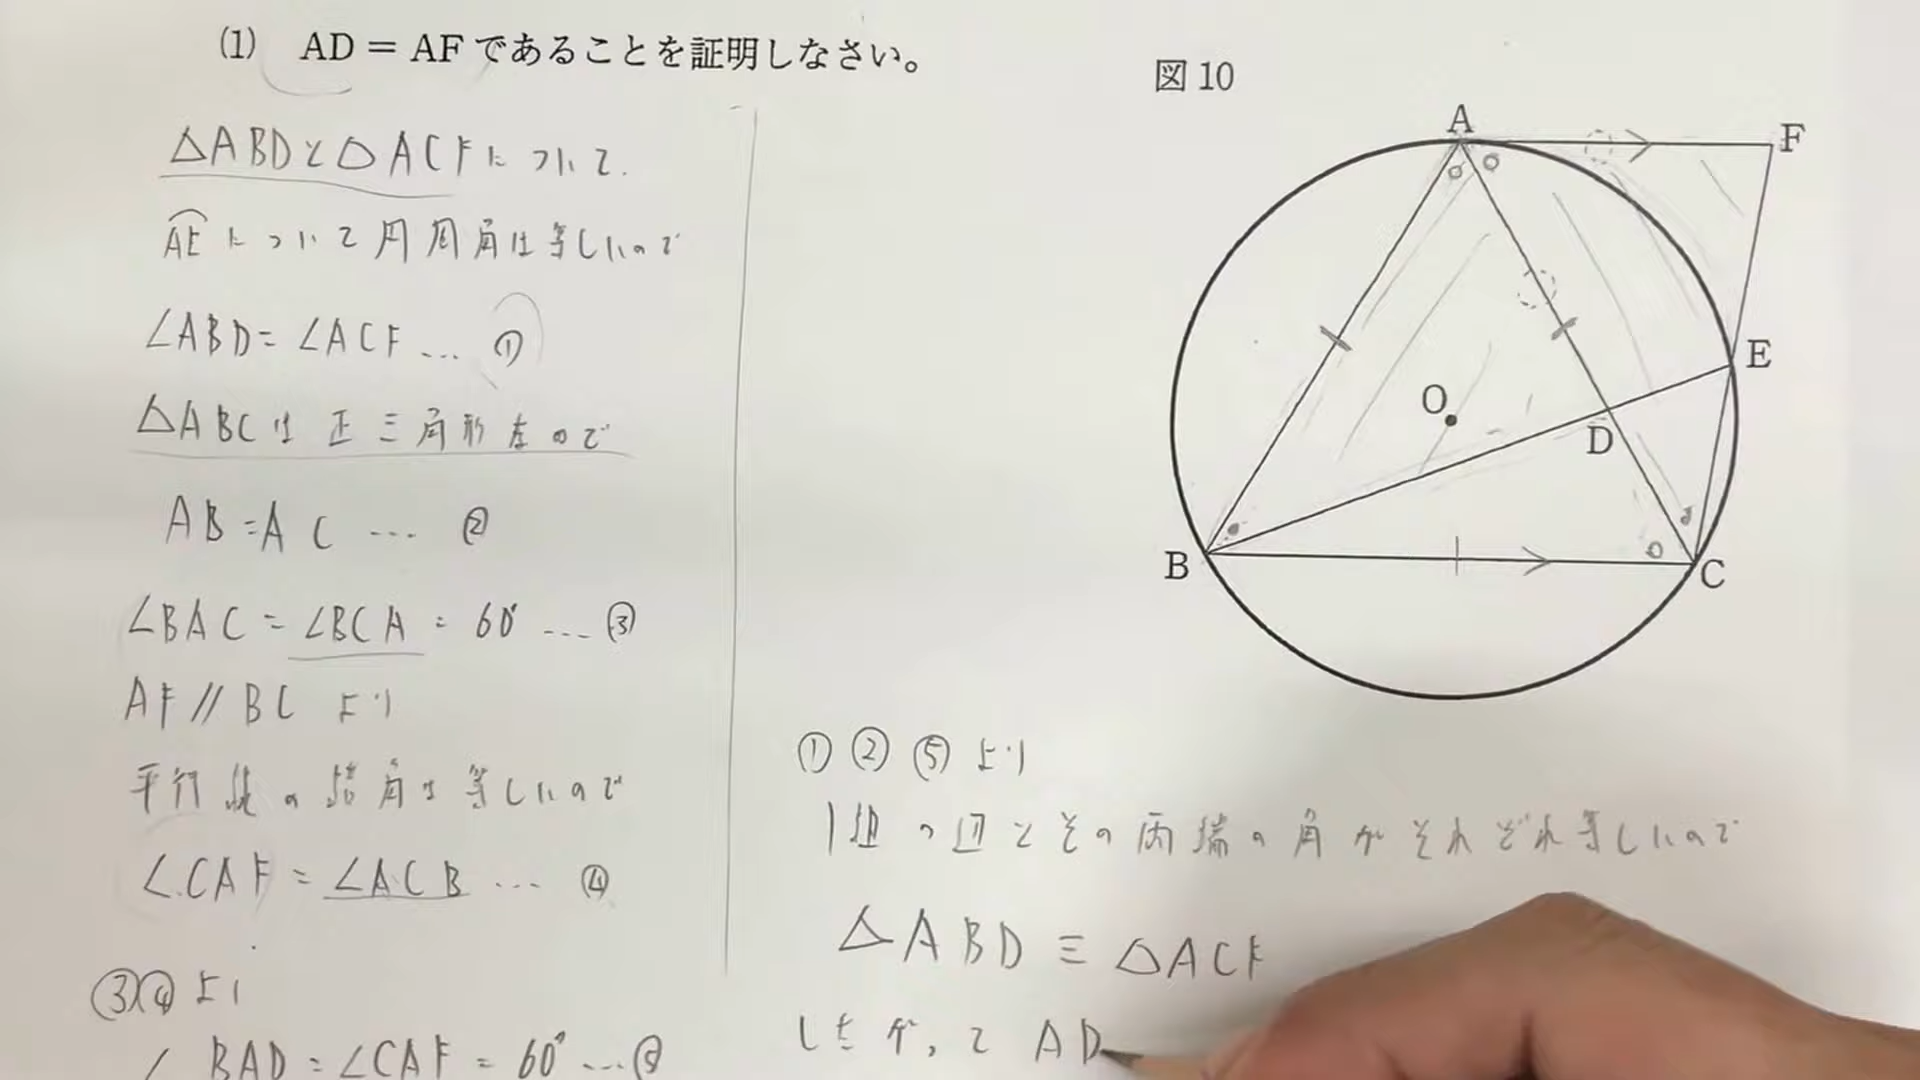 (1) AD = AFであることを証明しなさい。
△ABDと△ACFについて.
AEについて円周角は等しいので
∠ABD=∠ACF … ①
△ABCは正三角形なので
AB=AC … ②
∠BAC=∠BCA=60° … ③
AF//BCより
平行線の錯角は等しいので
∠CAF=∠ACB … ④
③④より
∠BAD=∠CAF=60° … ⑤
図10
A
F
E
O
D
B
C
①②⑤より
1組の辺とその両端の角がそれぞれ等しいので
△ABD≡△ACF
したがって AD